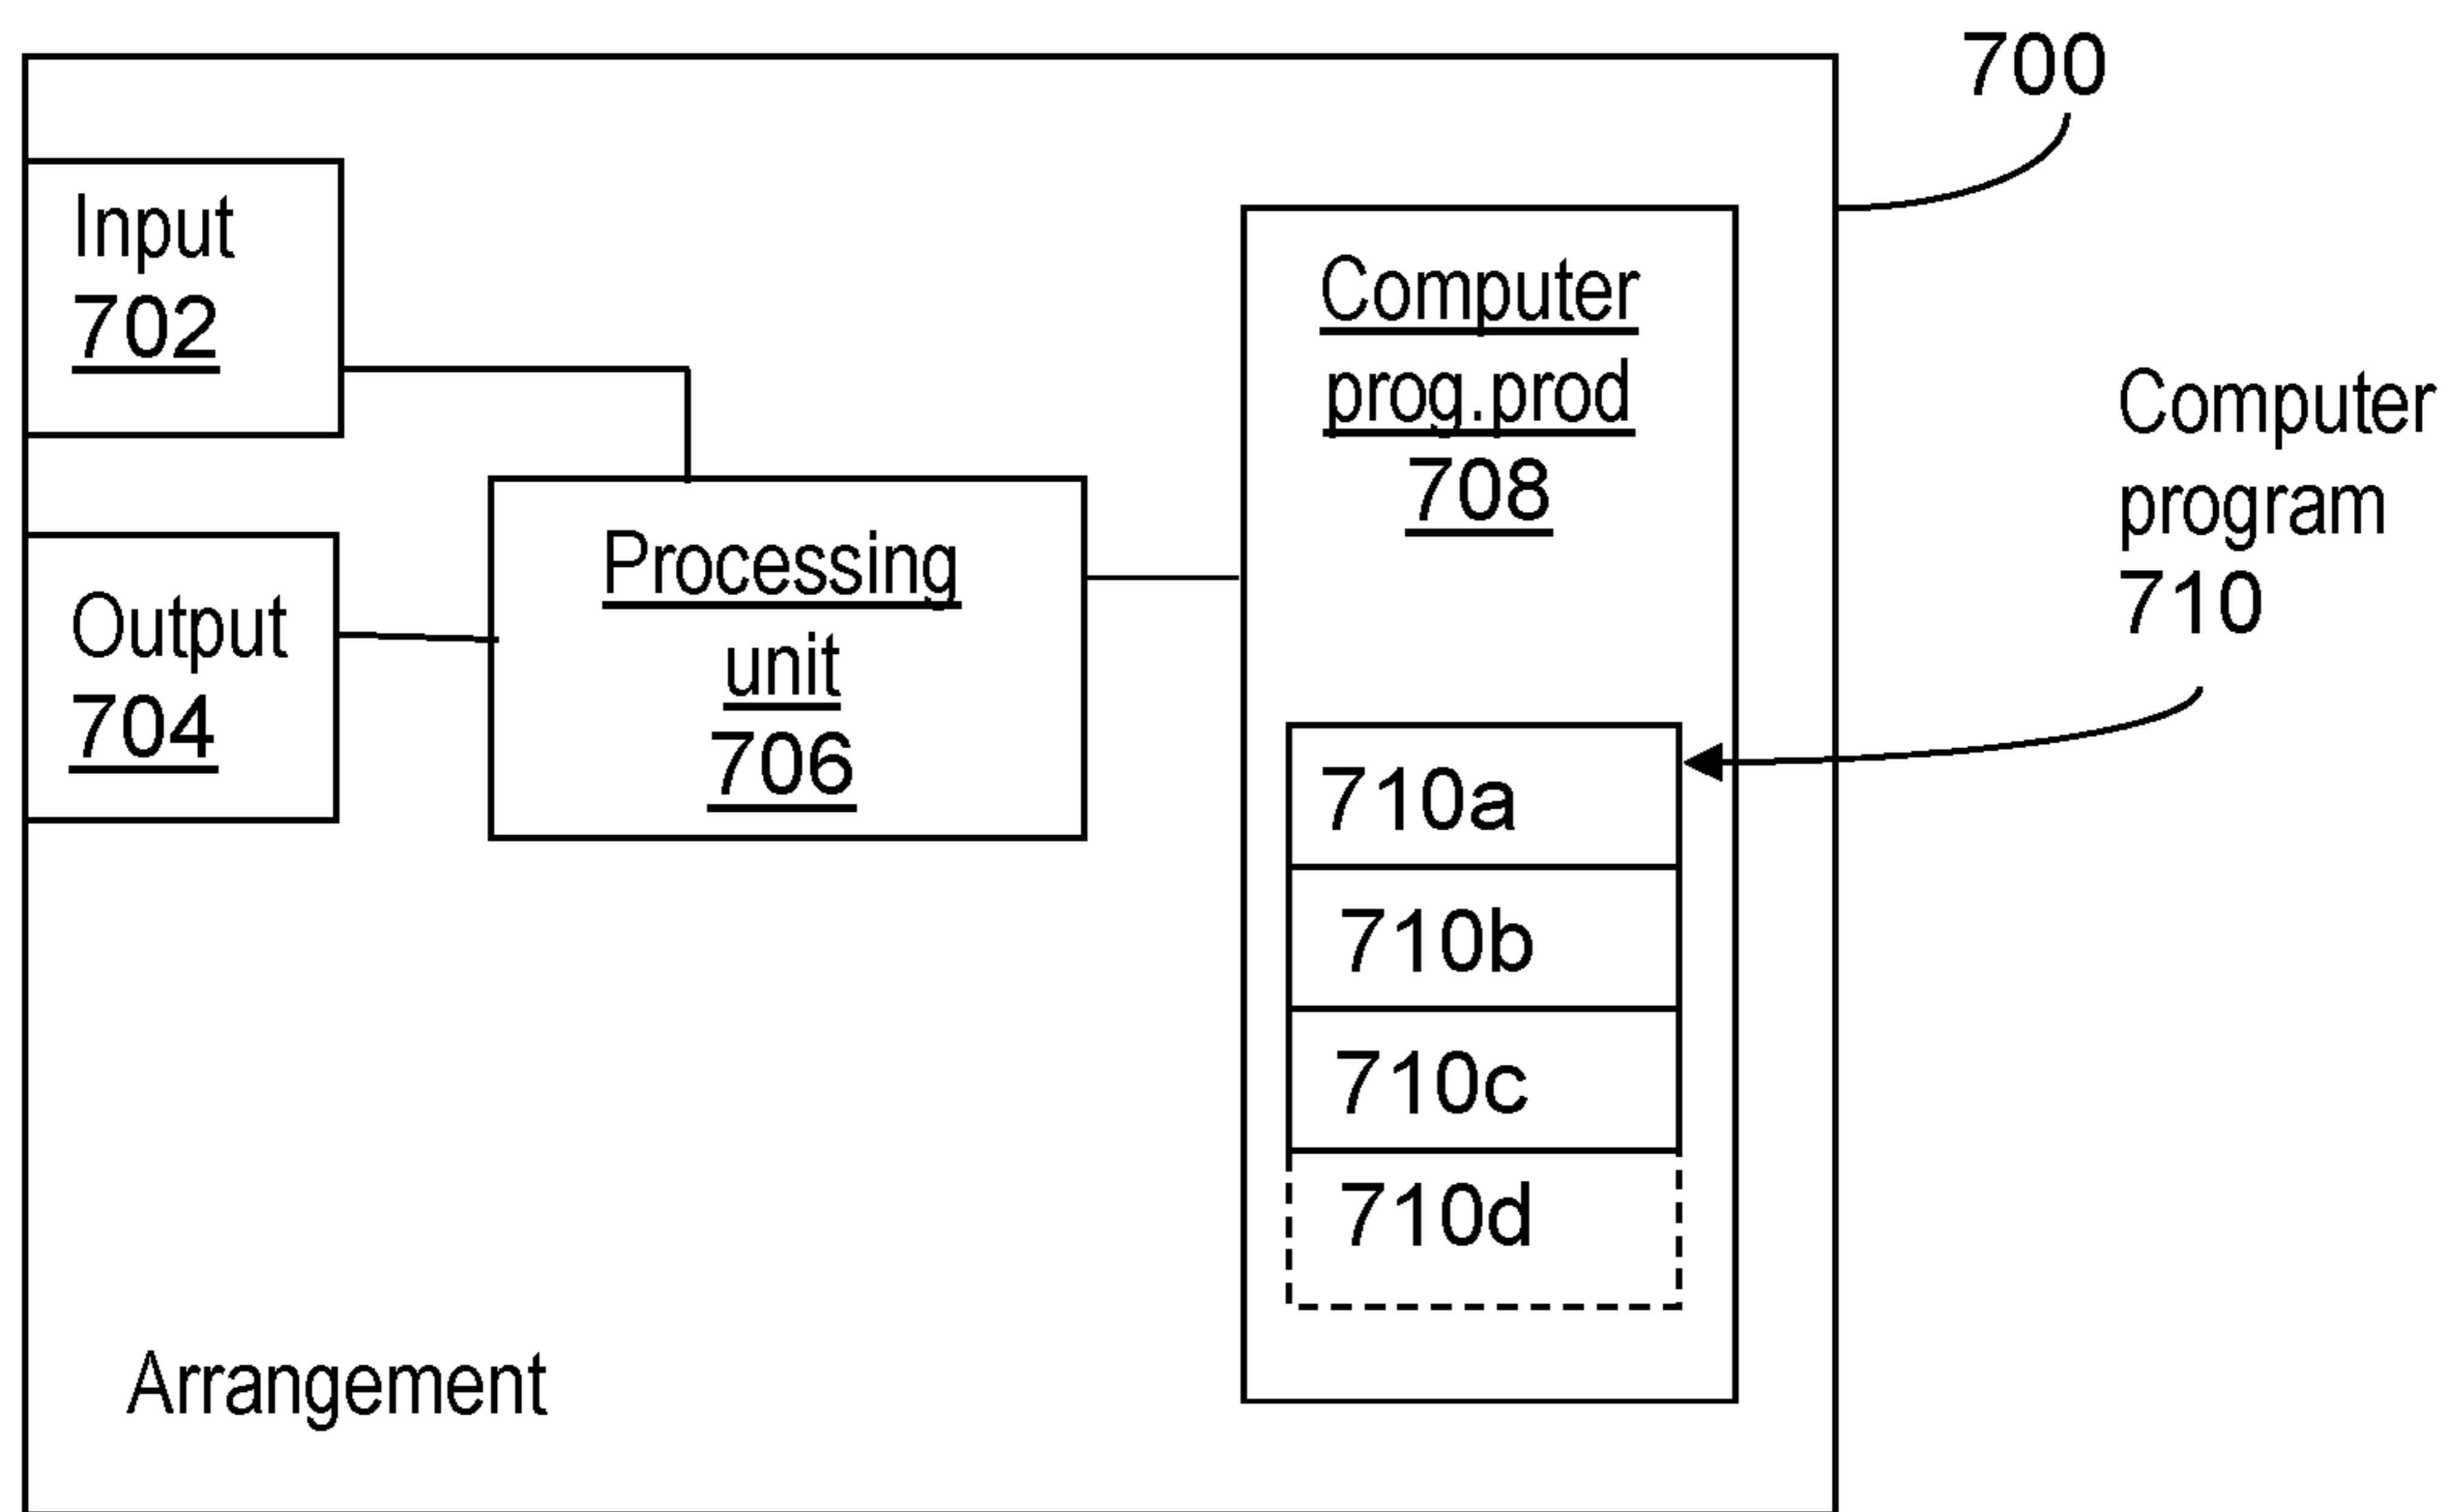 700
Input
702
Computer
prog.prod
708
Computer
program
710
Processing
unit
706
Output
704
710a
710b
710c
710d
Arrangement